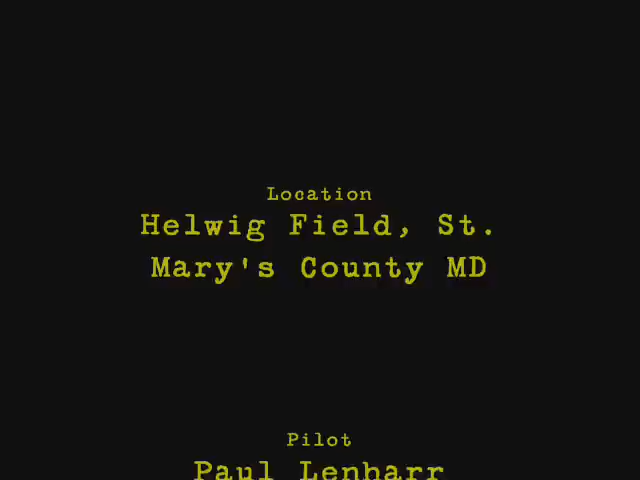 Location
Helwig Field, St.
Mary's County MD
Pilot
Paul Lenharr